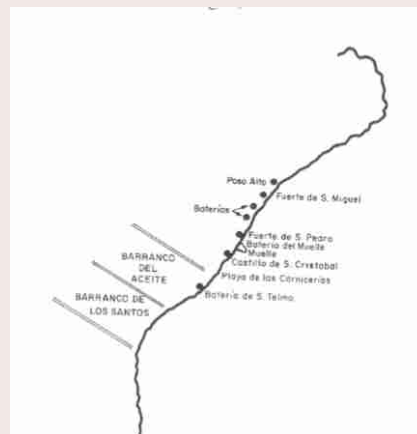 Paso Alto
Fuerte de S. Miguel
Baterías
Fuerte de S. Pedro
Batería del Muelle
Muelle
Castillo de S. Cristobal
Playa de las Carnicerías
Batería de S. Telmo.
BARRANCO
DEL
ACEITE
BARRANCO DE
LOS SANTOS